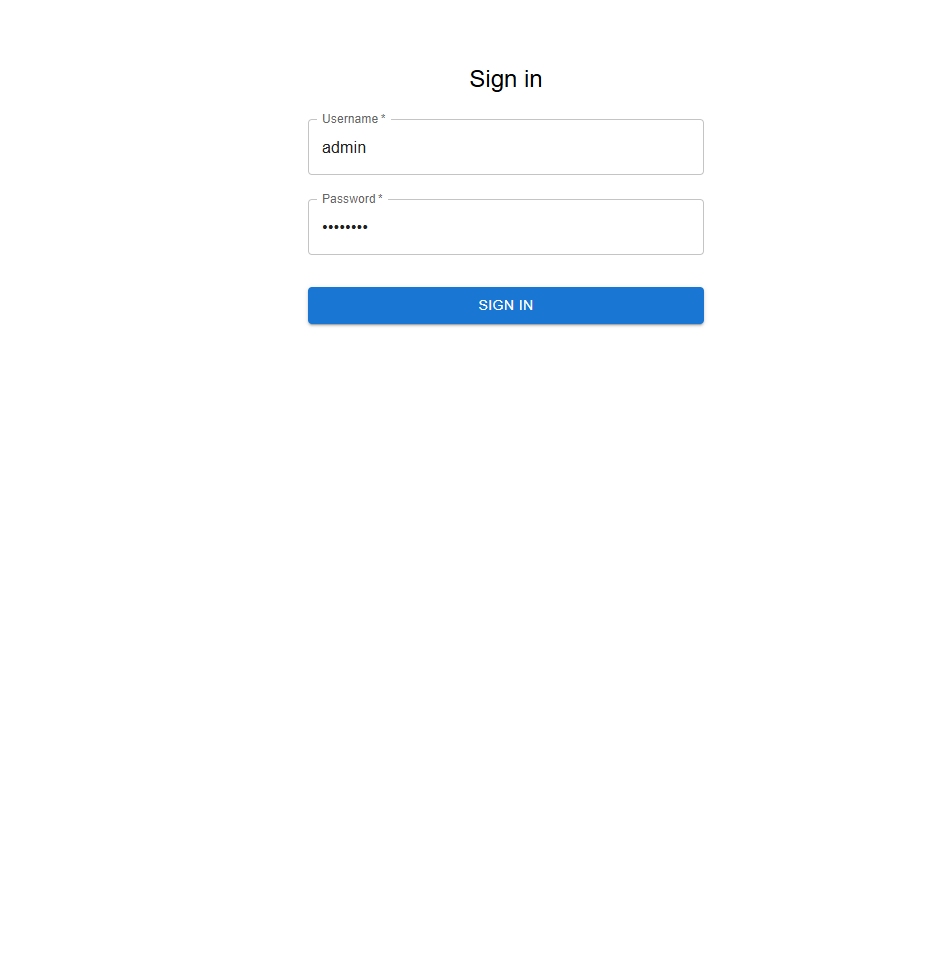 Sign in
Username *
admin
Password *
••••••••
SIGN IN